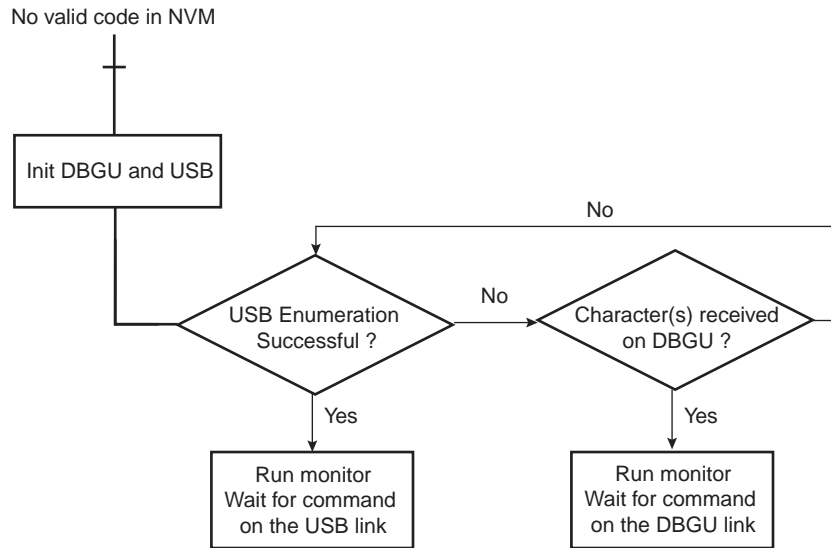 No valid code in NVM
Init DBGU and USB
No
USB Enumeration
Successful ?
No
Character(s) received
on DBGU ?
Yes
Yes
Run monitor
Wait for command
on the USB link
Run monitor
Wait for command
on the DBGU link